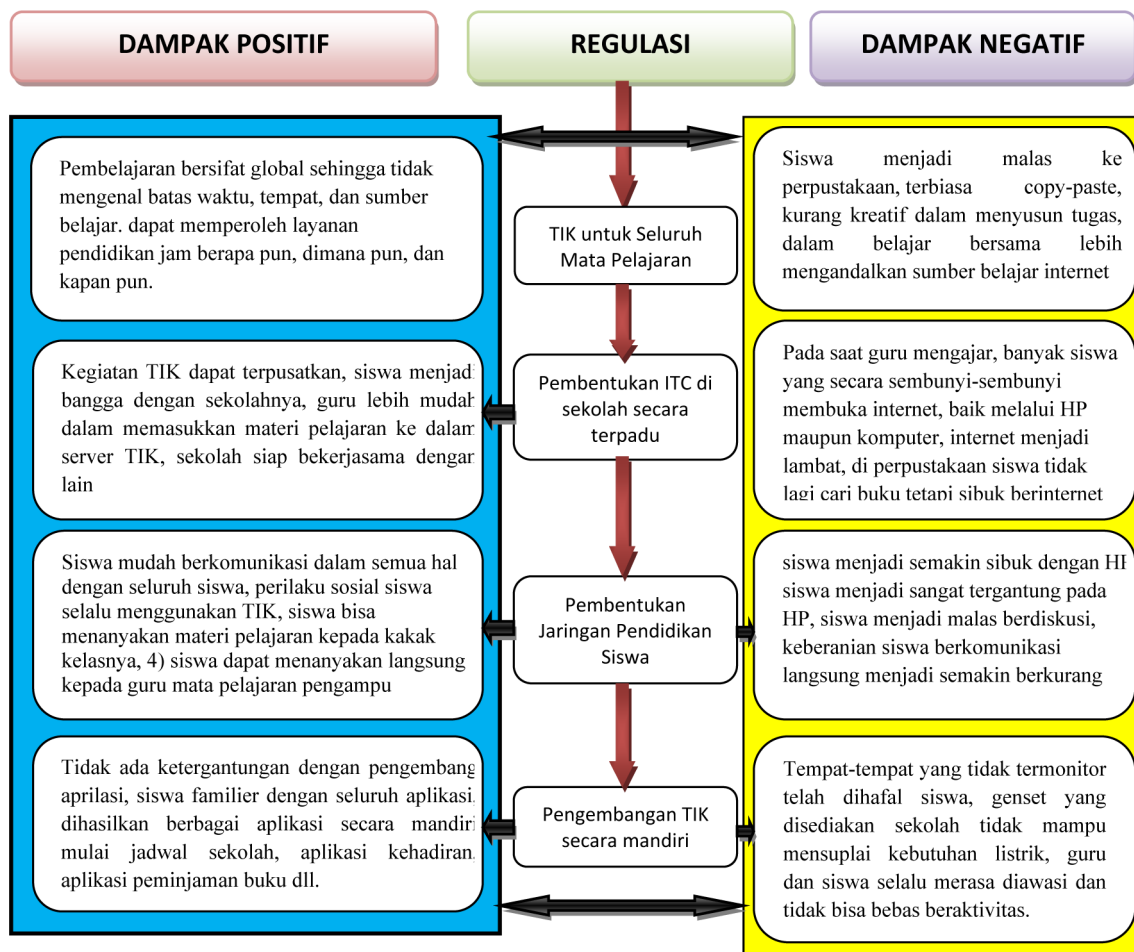 DAMPAK POSITIF
REGULASI
DAMPAK NEGATIF
Pembelajaran bersifat global sehingga tidak
mengenal batas waktu, tempat, dan sumber
belajar. dapat memperoleh layanan
pendidikan jam berapa pun, dimana pun, dan
kapan pun.
TIK untuk Seluruh
Mata Pelajaran
Siswa menjadi malas ke
perpustakaan, terbiasa copy-paste,
kurang kreatif dalam menyusun tugas,
dalam belajar bersama lebih
mengandalkan sumber belajar internet
Kegiatan TIK dapat terpusatkan, siswa menjadi
bangga dengan sekolahnya, guru lebih mudah
dalam memasukkan materi pelajaran ke dalam
server TIK, sekolah siap bekerjasama dengan
lain
Pembentukan ITC di
sekolah secara
terpadu
Pada saat guru mengajar, banyak siswa
yang secara sembunyi-sembunyi
membuka internet, baik melalui HP
maupun komputer, internet menjadi
lambat, di perpustakaan siswa tidak
lagi cari buku tetapi sibuk berinternet
Siswa mudah berkomunikasi dalam semua hal
dengan seluruh siswa, perilaku sosial siswa
selalu menggunakan TIK, siswa bisa
menanyakan materi pelajaran kepada kakak
kelasnya, 4) siswa dapat menanyakan langsung
kepada guru mata pelajaran pengampu
Pembentukan
Jaringan Pendidikan
Siswa
siswa menjadi semakin sibuk dengan HP
siswa menjadi sangat tergantung pada
HP, siswa menjadi malas berdiskusi,
keberanian siswa berkomunikasi
langsung menjadi semakin berkurang
Tidak ada ketergantungan dengan pengembang
aprilasi, siswa familier dengan seluruh aplikasi,
dihasilkan berbagai aplikasi secara mandiri
mulai jadwal sekolah, aplikasi kehadiran,
aplikasi peminjaman buku dll.
Pengembangan TIK
secara mandiri
Tempat-tempat yang tidak termonitor
telah dihafal siswa, genset yang
disediakan sekolah tidak mampu
mensuplai kebutuhan listrik, guru
dan siswa selalu merasa diawasi dan
tidak bisa bebas beraktivitas.